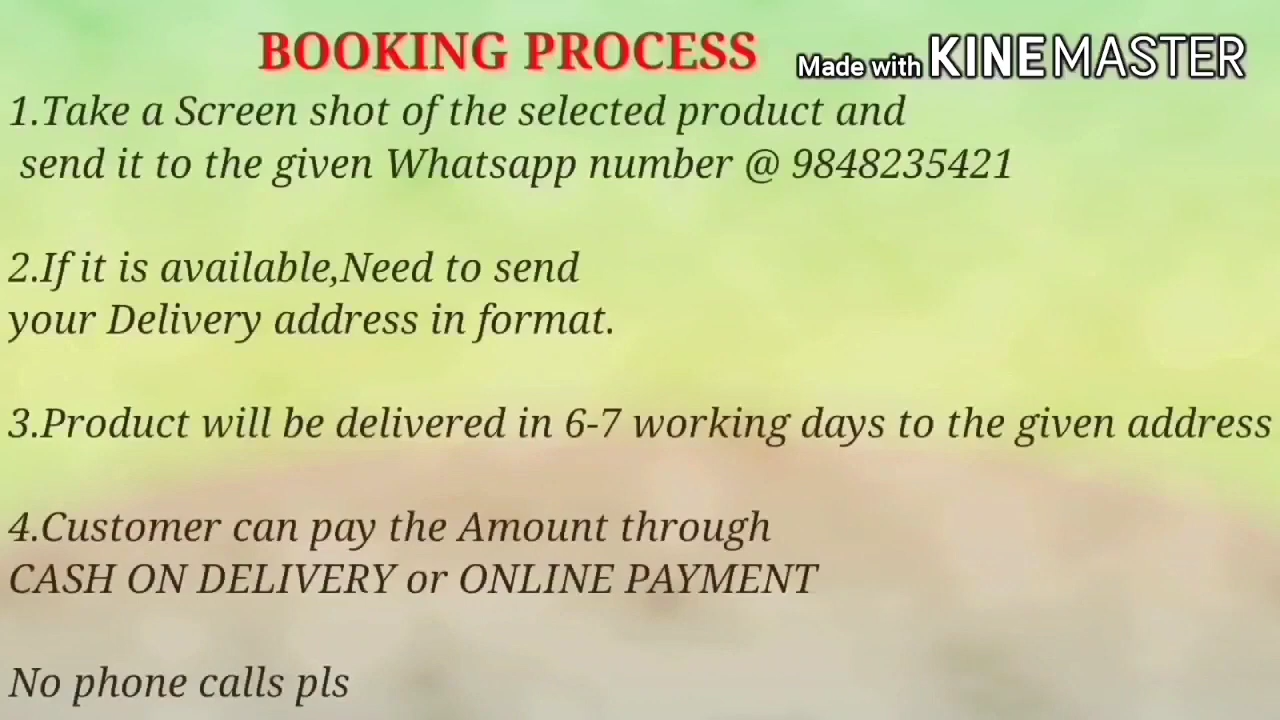 BOOKING PROCESS
Made with KINEMASTER
1.Take a Screen shot of the selected product and
send it to the given Whatsapp number @ 9848235421
2.If it is available,Need to send
your Delivery address in format.
3.Product will be delivered in 6-7 working days to the given address
4.Customer can pay the Amount through
CASH ON DELIVERY or ONLINE PAYMENT
No phone calls pls